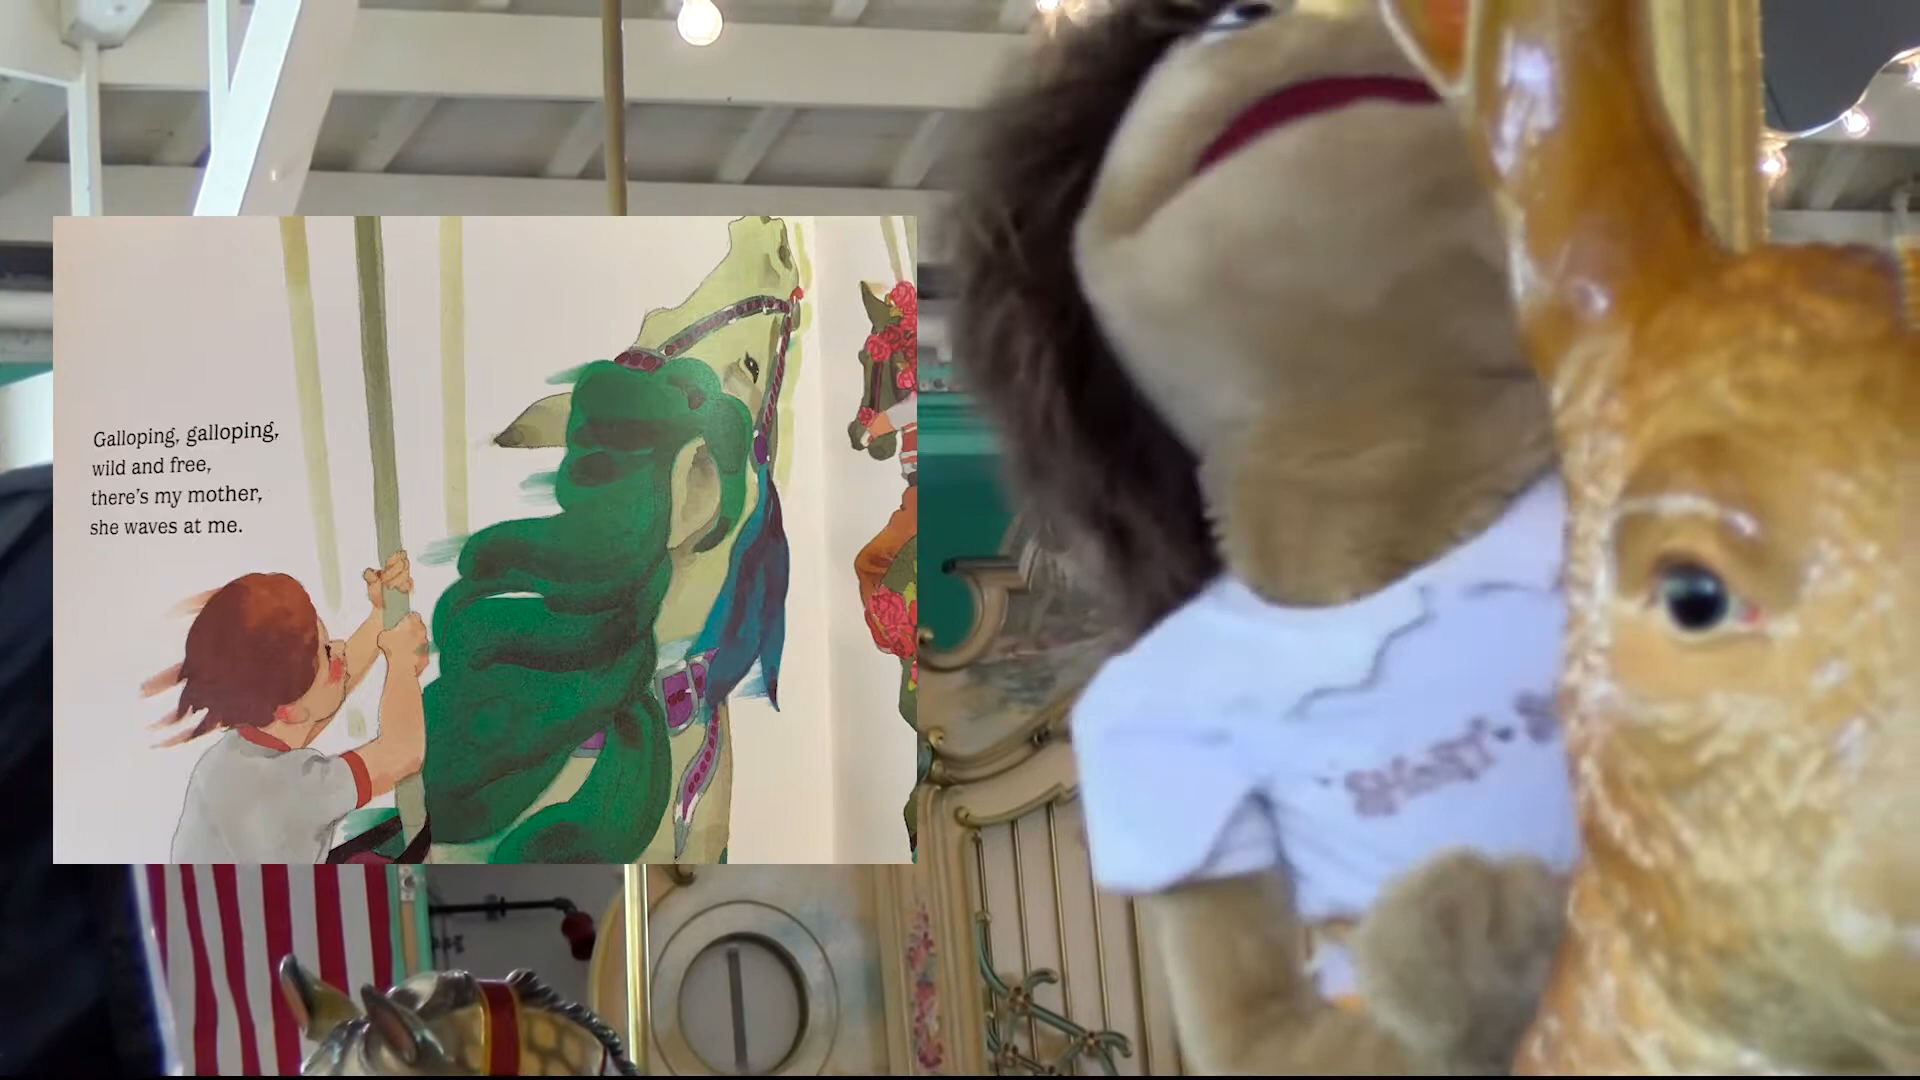 Galloping, galloping,
wild and free,
there's my mother,
she waves at me.